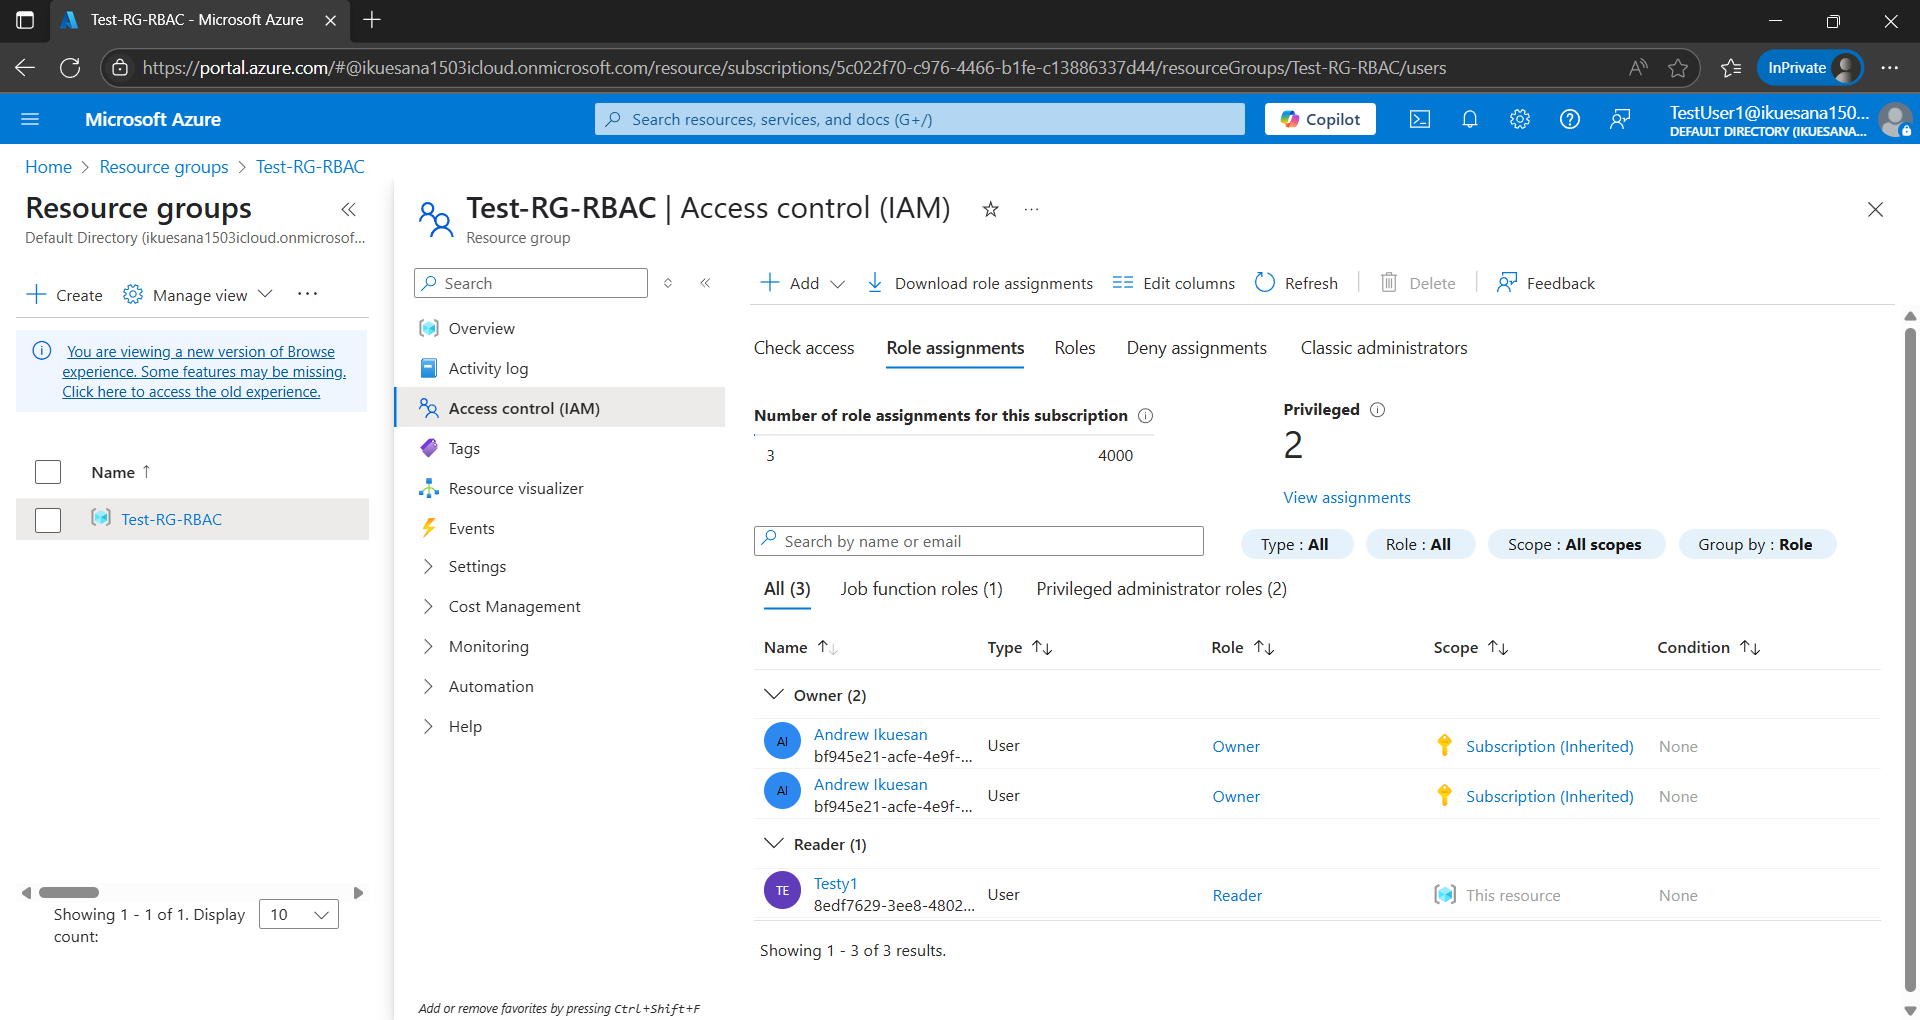 Test-RG-RBAC - Microsoft Azure
https://portal.azure.com/#@ikuesana1503icloud.onmicrosoft.com/resource/subscriptions/5c022f70-c976-4466-b1fe-c13886337d44/resourceGroups/Test-RG-RBAC/users
InPrivate
Microsoft Azure
Search resources, services, and docs (G+/)
Copilot
TestUser1@ikuesana150...
DEFAULT DIRECTORY (IKUESANA...
Home > Resource groups > Test-RG-RBAC
Resource groups
Default Directory (ikuesana1503icloud.onmicrosof...
Create
Manage view
You are viewing a new version of Browse
experience. Some features may be missing.
Click here to access the old experience.
Name ↑
Test-RG-RBAC
Showing 1 - 1 of 1. Display
count:
10
Test-RG-RBAC | Access control (IAM)
Resource group
Search
Overview
Activity log
Access control (IAM)
Tags
Resource visualizer
Events
Settings
Cost Management
Monitoring
Automation
Help
Add or remove favorites by pressing Ctrl+Shift+F
Add
Download role assignments
Edit columns
Refresh
Delete
Feedback
Check access
Role assignments
Roles
Deny assignments
Classic administrators
Number of role assignments for this subscription
3
4000
Privileged
2
View assignments
Search by name or email
Type : All
Role : All
Scope : All scopes
Group by : Role
All (3)
Job function roles (1)
Privileged administrator roles (2)
Name ↑↓ Type ↑↓ Role ↑↓ Scope ↑↓ Condition ↑↓
Owner (2)
AI Andrew Ikuesan User Owner Subscription (Inherited) None
bf945e21-acfe-4e9f-...
AI Andrew Ikuesan User Owner Subscription (Inherited) None
bf945e21-acfe-4e9f-...
Reader (1)
TE Testy1 User Reader This resource None
8edf7629-3ee8-4802...
Showing 1 - 3 of 3 results.